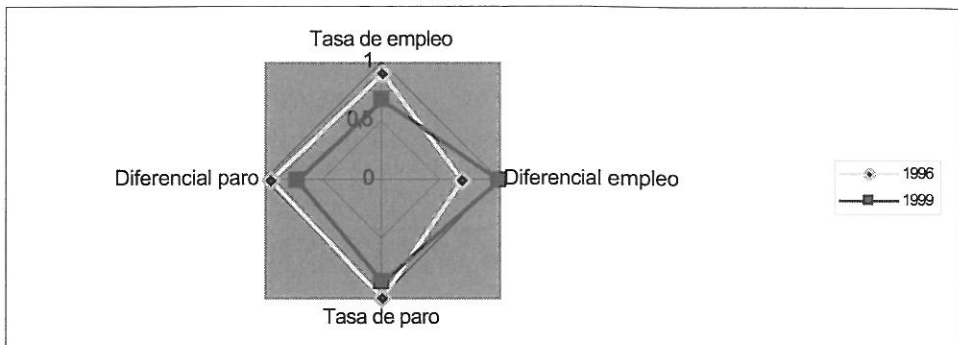 Tasa de empleo
1
0,5
Diferencial paro
0
Diferencial empleo
1996
1999
Tasa de paro